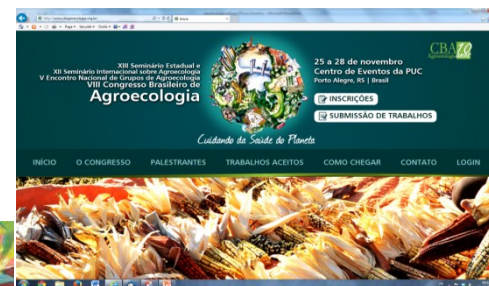 XIII Seminário Estadual e
XII Seminário Internacional sobre Agroecologia
V Encontro Nacional de Grupos de Agroecologia
VIII Congresso Brasileiro de
Agroecologia
Cuidando da Saúde do Planeta
25 a 28 de novembro
Centro de Eventos da PUC
Porto Alegre, RS | Brasil
INSCRIÇÕES
SUBMISSÃO DE TRABALHOS
CBA
INÍCIO O CONGRESSO PALESTRANTES TRABALHOS ACEITOS COMO CHEGAR CONTATO LOGIN